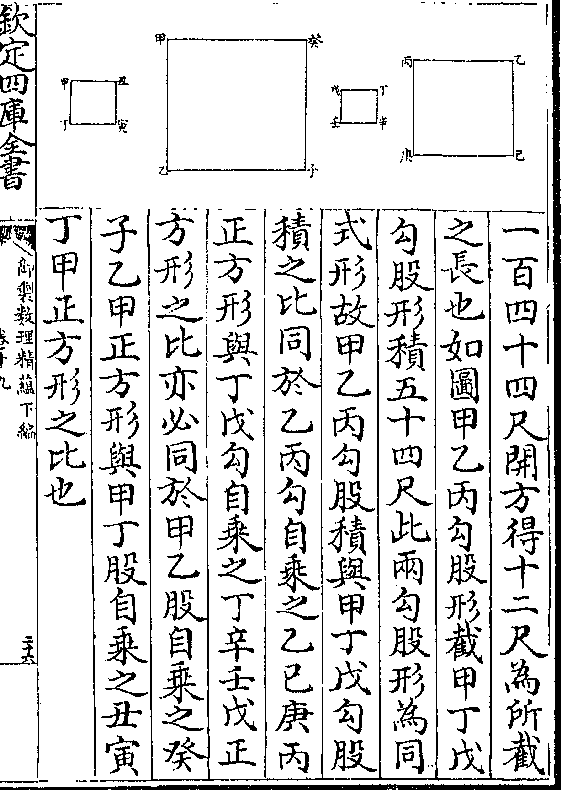 癸
甲
子
乙
乙
丙
己
庚
丁
戊
辛
壬
丑
甲
寅
丁
一百四十四尺開方得十二尺為所截
之長也如圖甲乙丙勾股形截甲丁戊
勾股形積五十四尺此兩勾股形為同
式形故甲乙丙勾股積與甲丁戊勾股
積之比同於乙丙勾自乘之乙己庚丙
正方形與丁戊勾自乘之丁辛壬戊正
方形之比亦必同於甲乙股自乘之癸
子乙甲正方形與甲丁股自乘之丑寅
丁甲正方形之比也
欽定四庫全書
御製數理精蘊下編
卷十九
二十六